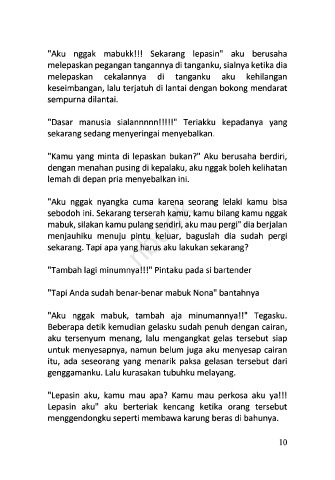 "Aku nggak mabukk!!! Sekarang lepasin" aku berusaha
melepaskan pegangan tangannya di tanganku, sialnya ketika dia
melepaskan cekalannya di tanganku aku kehilangan
keseimbangan, lalu terjatuh di lantai dengan bokong mendarat
sempurna dilantai.
"Dasar manusia sialannnnn!!!!!" Teriakku kepadanya yang
sekarang sedang menyeringai menyebalkan.
"Kamu yang minta di lepaskan bukan?" Aku berusaha berdiri,
dengan menahan pusing di kepalaku, aku nggak boleh kelihatan
lemah di depan pria menyebalkan ini.
"Aku nggak nyangka cuma karena seorang lelaki kamu bisa
sebodoh ini. Sekarang terserah kamu, kamu bilang kamu nggak
mabuk, silakan kamu pulang sendiri, aku mau pergi" dia berjalan
menjauhiku menuju pintu keluar, baguslah dia sudah pergi
sekarang. Tapi apa yang harus aku lakukan sekarang?
"Tambah lagi minumnya!!!" Pintaku pada si bartender
"Tapi Anda sudah benar-benar mabuk Nona" bantahnya
"Aku nggak mabuk, tambah aja minumannya!!" Tegasku.
Beberapa detik kemudian gelasku sudah penuh dengan cairan,
aku tersenyum menang, lalu mengangkat gelas tersebut siap
untuk menyesapnya, namun belum juga aku menyesap cairan
itu, ada seseorang yang menarik paksa gelasan tersebut dari
genggamanku. Lalu kurasakan tubuhku melayang.
"Lepasin aku, kamu mau apa? Kamu mau perkosa aku ya!!!
Lepasin aku" aku berteriak kencang ketika orang tersebut
menggendongku seperti membawa karung beras di bahunya.
10